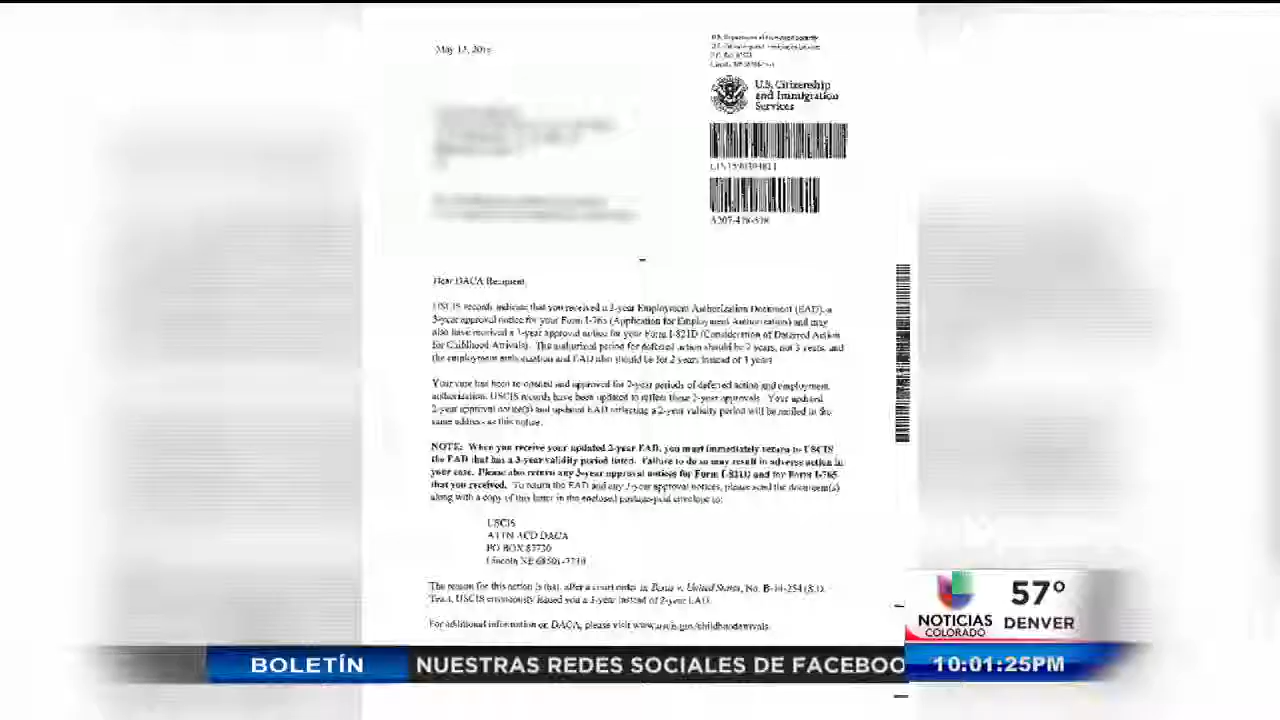 May 13, 
U.S. Citizenship
and Immigration
Services
Dear DACA Recipient
USCIS records indicate that you received a 3-year Employment Authorization Document (EAD), a
3-year approval notice for your Form I-765 (Application for Employment Authorization) and may
also have received a 3-year approval notice for your Form I-821D (Consideration of Deferred Action
for Childhood Arrivals). The authorized period for deferred action should be 2 years, not 3 years, and
the employment authorization and EAD also should be for 2 years instead of 3 years.
Your case has been re-opened and approved for 2-year periods of deferred action and employment
authorization. USCIS records have been updated to reflect these 2-year approvals. Your updated
2-year approval notice(s) and updated EAD reflecting a 2-year validity period will be mailed to the
same address as this notice.
NOTE: When you receive your updated 2-year EAD, you must immediately return to USCIS
the EAD that has a 3-year validity period listed. Failure to do so may result in adverse action in
your case. Please also return any 3-year approval notices for Form I-821D and for Form I-765
that you received. To return the EAD and any 3-year approval notices, please send the document(s)
along with a copy of this letter in the enclosed postage-paid envelope to:
USCIS
ATTN ACD DACA
PO BOX 87730
Lincoln NE
The reason for this action is that, after a court order in Texas v. United States, No. B-14-254 (S.D.
Tex.), USCIS erroneously issued you a 3-year instead of 2-year EAD.
For additional information on DACA, please visit www.uscis.gov/childhoodarrivals.
57°
NOTICIAS DENVER
COLORADO
BOLETÍN NUESTRAS REDES SOCIALES DE FACEBOO 10:01:25PM